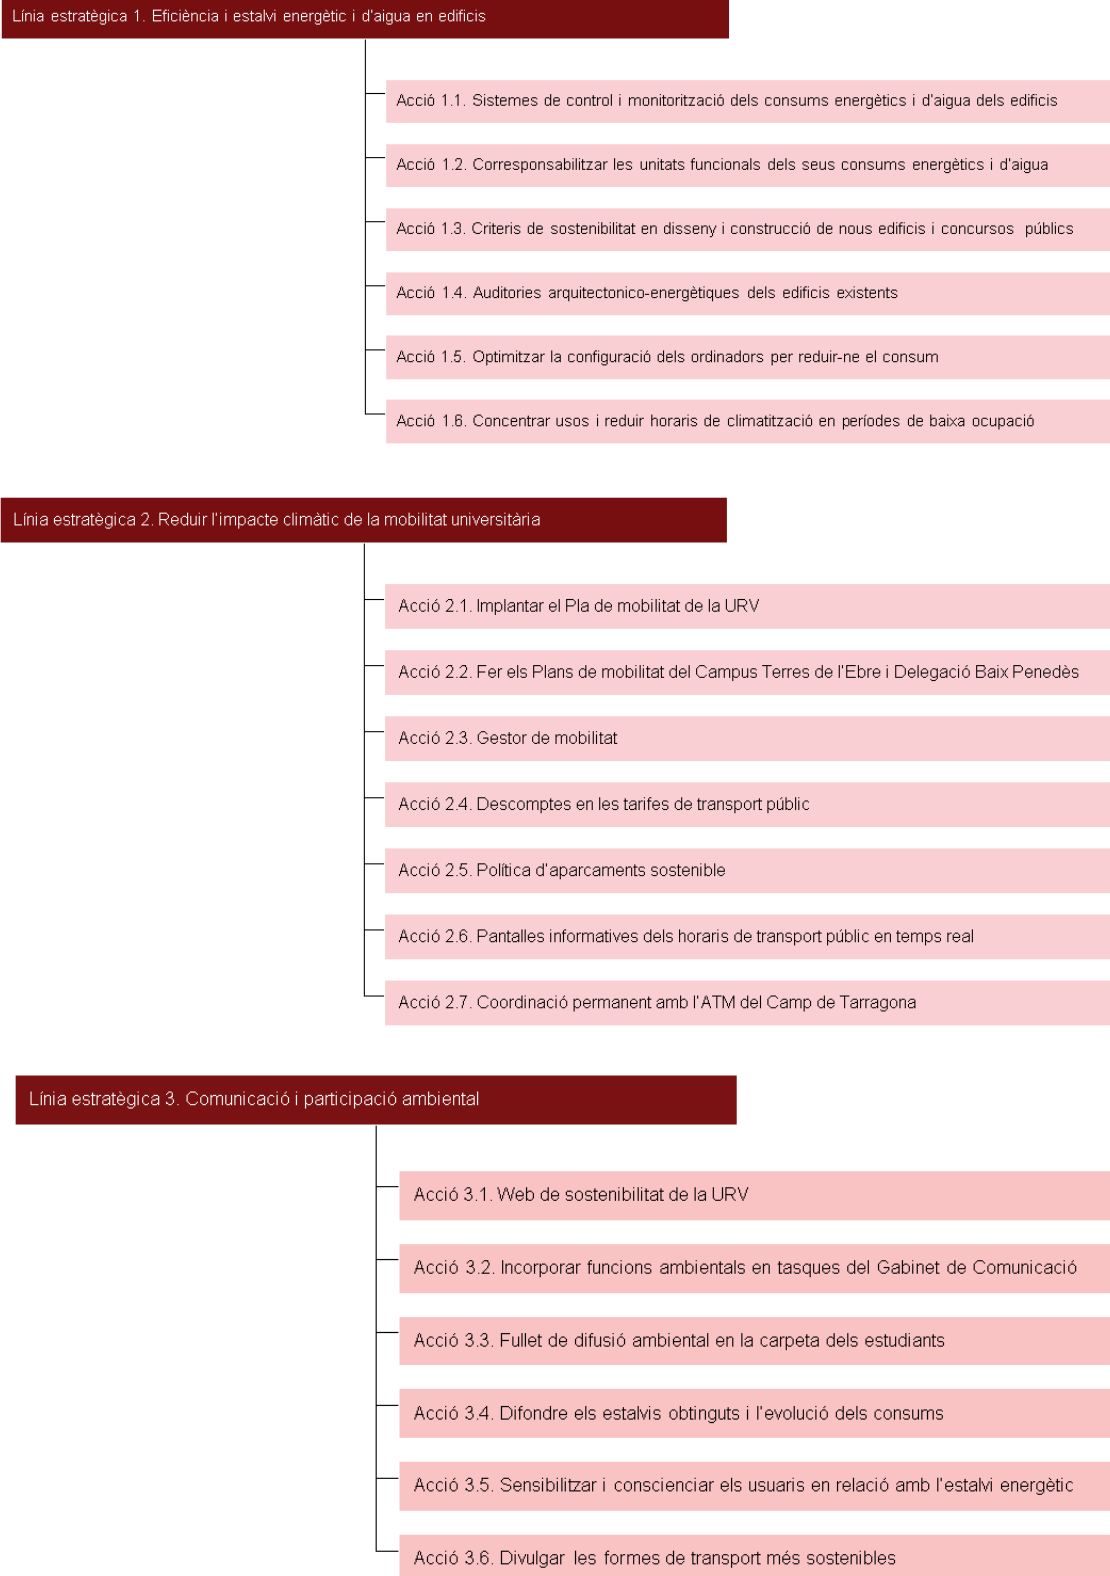 Línia estratègica 1. Eficiència i estalvi energètic i d'aigua en edificis
Acció 1.1. Sistemes de control i monitorització dels consums energètics i d'aigua dels edificis
Acció 1.2. Corresponsabilitzar les unitats funcionals dels seus consums energètics i d'aigua
Acció 1.3. Criteris de sostenibilitat en disseny i construcció de nous edificis i concursos públics
Acció 1.4. Auditories arquitectonico-energètiques dels edificis existents
Acció 1.5. Optimitzar la configuració dels ordinadors per reduir-ne el consum
Acció 1.6. Concentrar usos i reduir horaris de climatització en períodes de baixa ocupació
Línia estratègica 2. Reduir l'impacte climàtic de la mobilitat universitària
Acció 2.1. Implantar el Pla de mobilitat de la URV
Acció 2.2. Fer els Plans de mobilitat del Campus Terres de l'Ebre i Delegació Baix Penedès
Acció 2.3. Gestor de mobilitat
Acció 2.4. Descomptes en les tarifes de transport públic
Acció 2.5. Política d'aparcaments sostenible
Acció 2.6. Pantalles informatives dels horaris de transport públic en temps real
Acció 2.7. Coordinació permanent amb l'ATM del Camp de Tarragona
Línia estratègica 3. Comunicació i participació ambiental
Acció 3.1. Web de sostenibilitat de la URV
Acció 3.2. Incorporar funcions ambientals en tasques del Gabinet de Comunicació
Acció 3.3. Fullet de difusió ambiental en la carpeta dels estudiants
Acció 3.4. Difondre els estalvis obtinguts i l'evolució dels consums
Acció 3.5. Sensibilitzar i conscienciar els usuaris en relació amb l'estalvi energètic
Acció 3.6. Divulgar les formes de transport més sostenibles